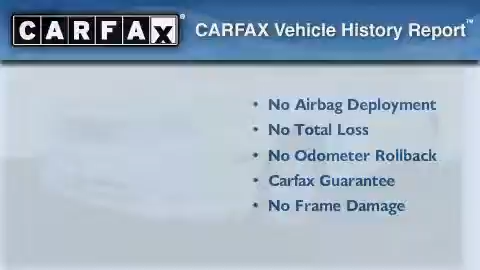 CARFAX® CARFAX Vehicle History Report™
• No Airbag Deployment
• No Total Loss
• No Odometer Rollback
• Carfax Guarantee
• No Frame Damage